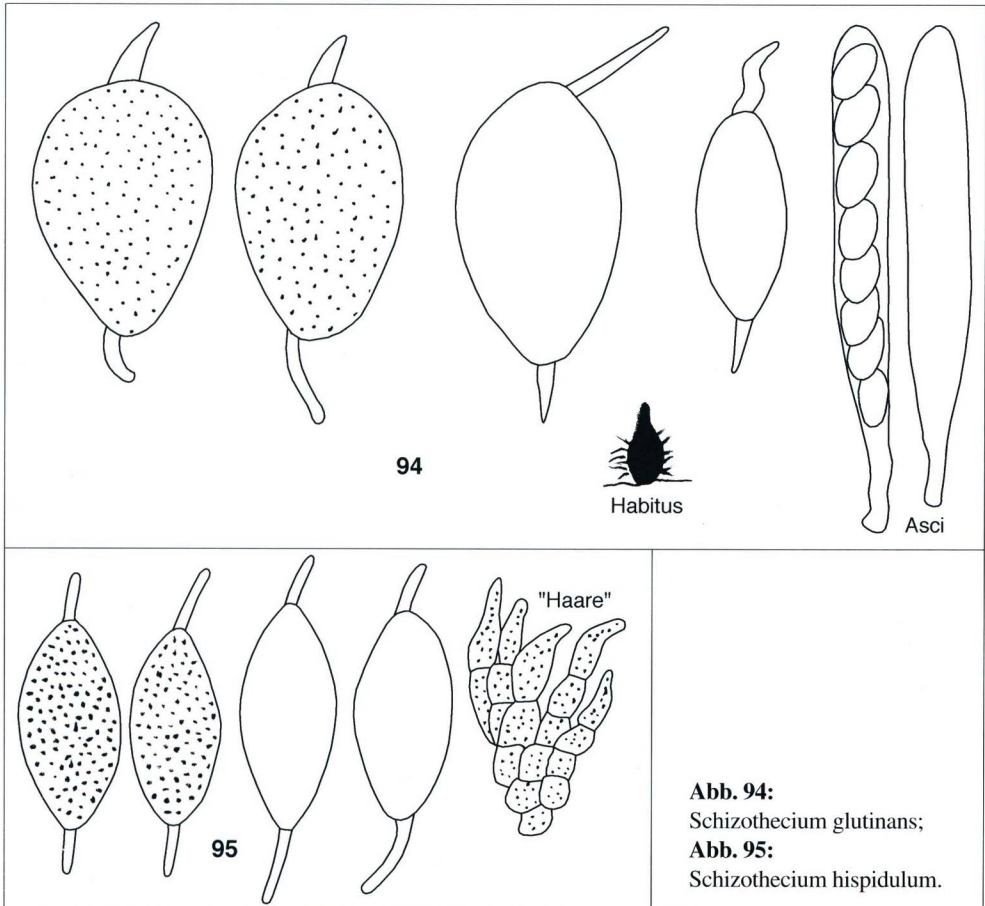 94
Habitus
Asci
95
"Haare"
Abb. 94:
Schizothecium glutinans;
Abb. 95:
Schizothecium hispidulum.